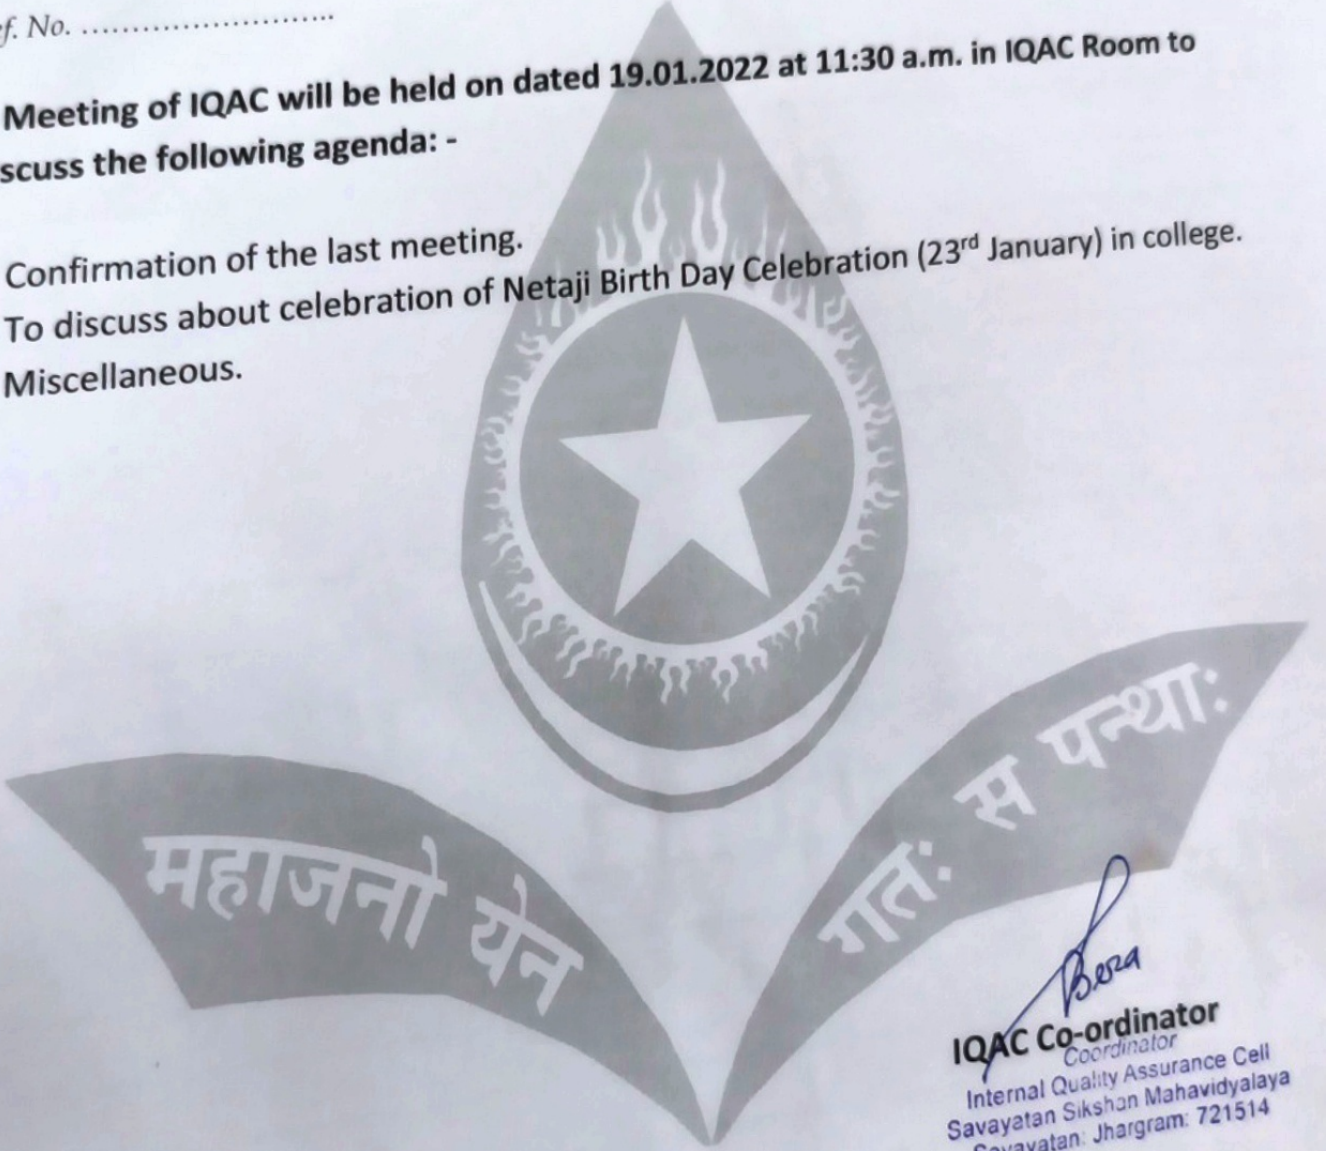 f. No. ..............................
Meeting of IQAC will be held on dated 19.01.2022 at 11:30 a.m. in IQAC Room to
scuss the following agenda: -
Confirmation of the last meeting.
To discuss about celebration of Netaji Birth Day Celebration (23rd January) in college.
Miscellaneous.
महाजनो येन
गतः स पन्थाः
Bera
IQAC Co-ordinator
Coordinator
Internal Quality Assurance Cell
Savayatan Sikshan Mahavidyalaya
Savayatan: Jhargram: 721514